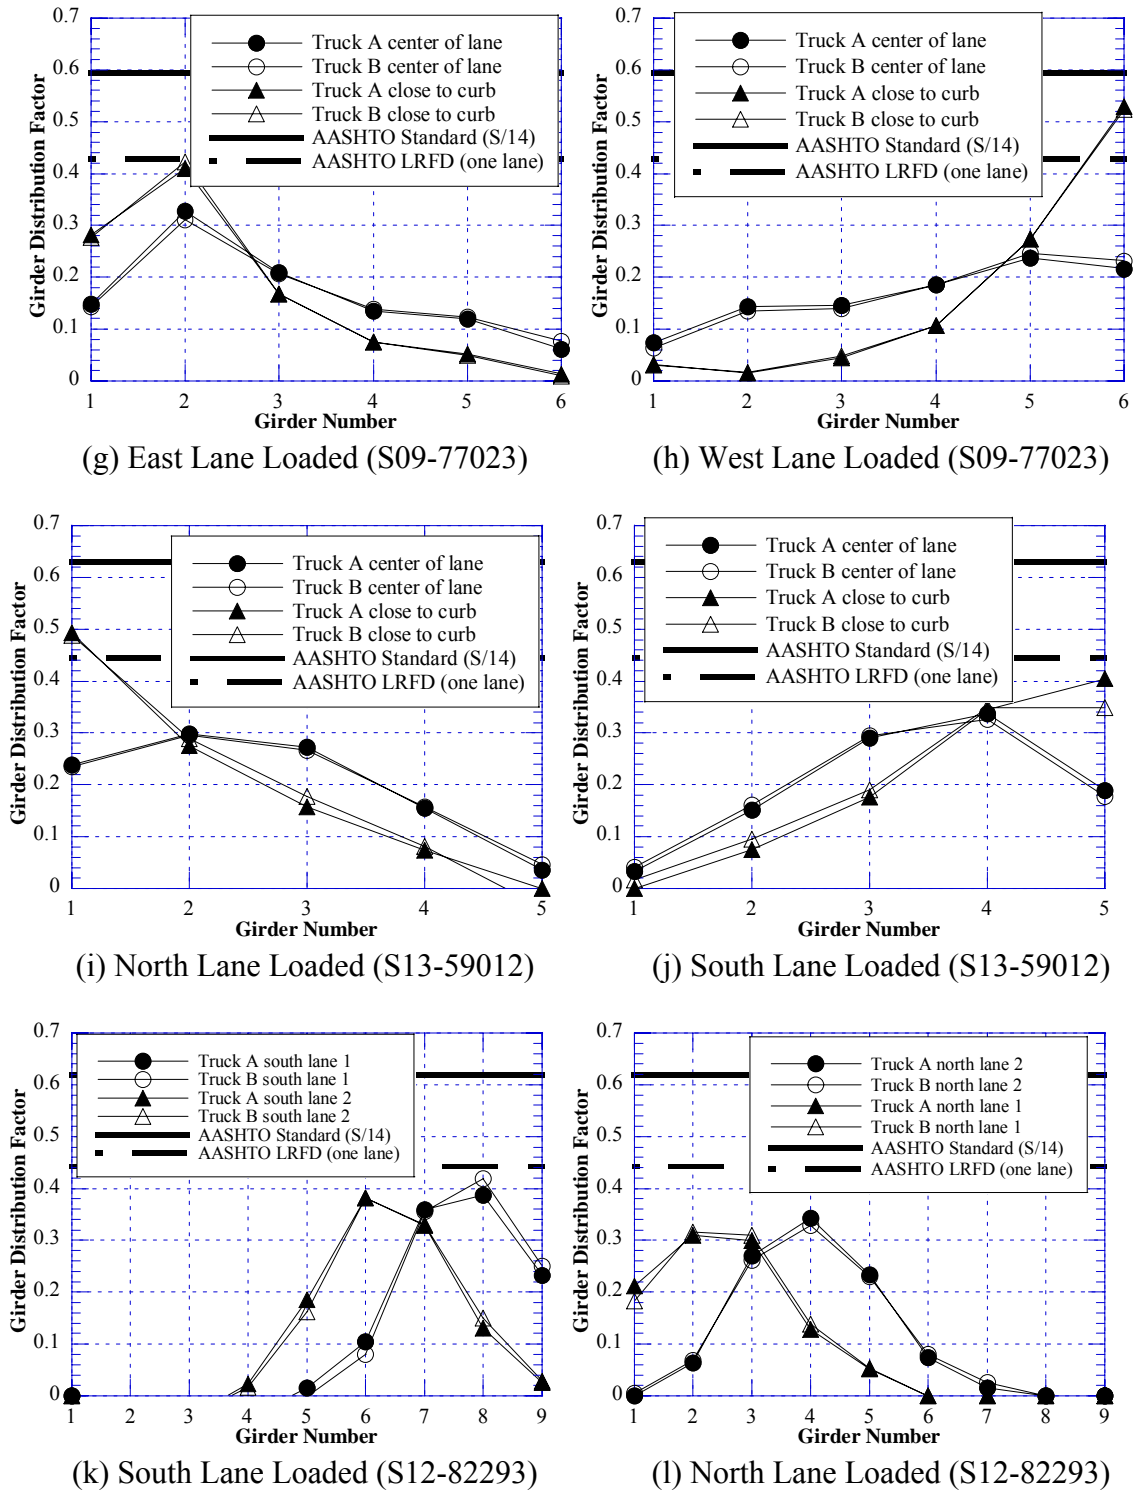 0.7
0.6
0.5
0.4
0.3
0.2
0.1
0
Girder Distribution Factor
Truck A center of lane
Truck B center of lane
Truck A close to curb
Truck B close to curb
AASHTO Standard (S/14)
AASHTO LRFD (one lane)
1 2 3 4 5 6
Girder Number
(g) East Lane Loaded (S09-77023)
0.7
0.6
0.5
0.4
0.3
0.2
0.1
0
Girder Distribution Factor
Truck A center of lane
Truck B center of lane
Truck A close to curb
Truck B close to curb
AASHTO Standard (S/14)
AASHTO LRFD (one lane)
1 2 3 4 5 6
Girder Number
(h) West Lane Loaded (S09-77023)
0.7
0.6
0.5
0.4
0.3
0.2
0.1
0
Girder Distribution Factor
Truck A center of lane
Truck B center of lane
Truck A close to curb
Truck B close to curb
AASHTO Standard (S/14)
AASHTO LRFD (one lane)
1 2 3 4 5
Girder Number
(i) North Lane Loaded (S13-59012)
0.7
0.6
0.5
0.4
0.3
0.2
0.1
0
Girder Distribution Factor
Truck A center of lane
Truck B center of lane
Truck A close to curb
Truck B close to curb
AASHTO Standard (S/14)
AASHTO LRFD (one lane)
1 2 3 4 5
Girder Number
(j) South Lane Loaded (S13-59012)
0.7
0.6
0.5
0.4
0.3
0.2
0.1
0
Girder Distribution Factor
Truck A south lane 1
Truck B south lane 1
Truck A south lane 2
Truck B south lane 2
AASHTO Standard (S/14)
AASHTO LRFD (one lane)
1 2 3 4 5 6 7 8 9
Girder Number
(k) South Lane Loaded (S12-82293)
0.7
0.6
0.5
0.4
0.3
0.2
0.1
0
Girder Distribution Factor
Truck A north lane 2
Truck B north lane 2
Truck A north lane 1
Truck B north lane 1
AASHTO Standard (S/14)
AASHTO LRFD (one lane)
1 2 3 4 5 6 7 8 9
Girder Number
(l) North Lane Loaded (S12-82293)